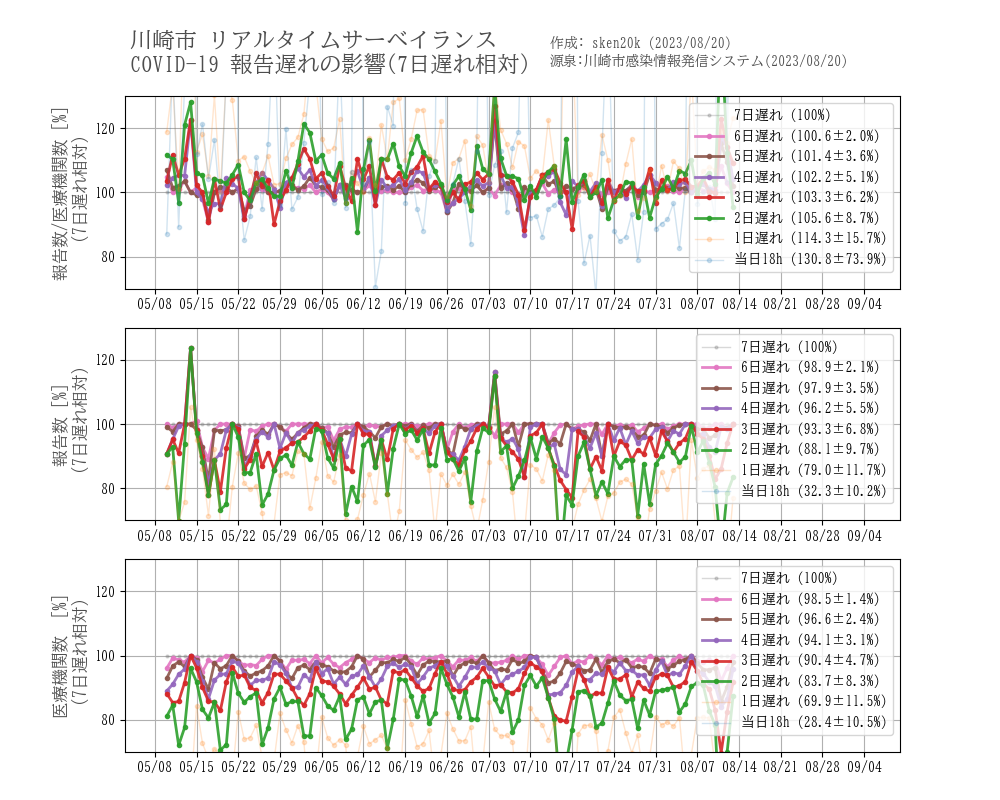 川崎市 リアルタイムサーベイランス
COVID-19 報告遅れの影響(7日遅れ相対)
作成: sken20k (2023/08/20)
源泉:川崎市感染情報発信システム(2023/08/20)
報告数/医療機関数 [%]
(7日遅れ相対)
120
100
80
7日遅れ (100%)
6日遅れ (100.6±2.0%)
5日遅れ (101.4±3.6%)
4日遅れ (102.2±5.1%)
3日遅れ (103.3±6.2%)
2日遅れ (105.6±8.7%)
1日遅れ (114.3±15.7%)
当日18h (130.8±73.9%)
05/08 05/15 05/22 05/29 06/05 06/12 06/19 06/26 07/03 07/10 07/17 07/24 07/31 08/07 08/14 08/21 08/28 09/04
報告数 [%]
(7日遅れ相対)
120
100
80
7日遅れ (100%)
6日遅れ (98.9±2.1%)
5日遅れ (97.9±3.5%)
4日遅れ (96.2±5.5%)
3日遅れ (93.3±6.8%)
2日遅れ (88.1±9.7%)
1日遅れ (79.0±11.7%)
当日18h (32.3±10.2%)
05/08 05/15 05/22 05/29 06/05 06/12 06/19 06/26 07/03 07/10 07/17 07/24 07/31 08/07 08/14 08/21 08/28 09/04
医療機関数 [%]
(7日遅れ相対)
120
100
80
7日遅れ (100%)
6日遅れ (98.5±1.4%)
5日遅れ (96.6±2.4%)
4日遅れ (94.1±3.1%)
3日遅れ (90.4±4.7%)
2日遅れ (83.7±8.3%)
1日遅れ (69.9±11.5%)
当日18h (28.4±10.5%)
05/08 05/15 05/22 05/29 06/05 06/12 06/19 06/26 07/03 07/10 07/17 07/24 07/31 08/07 08/14 08/21 08/28 09/04